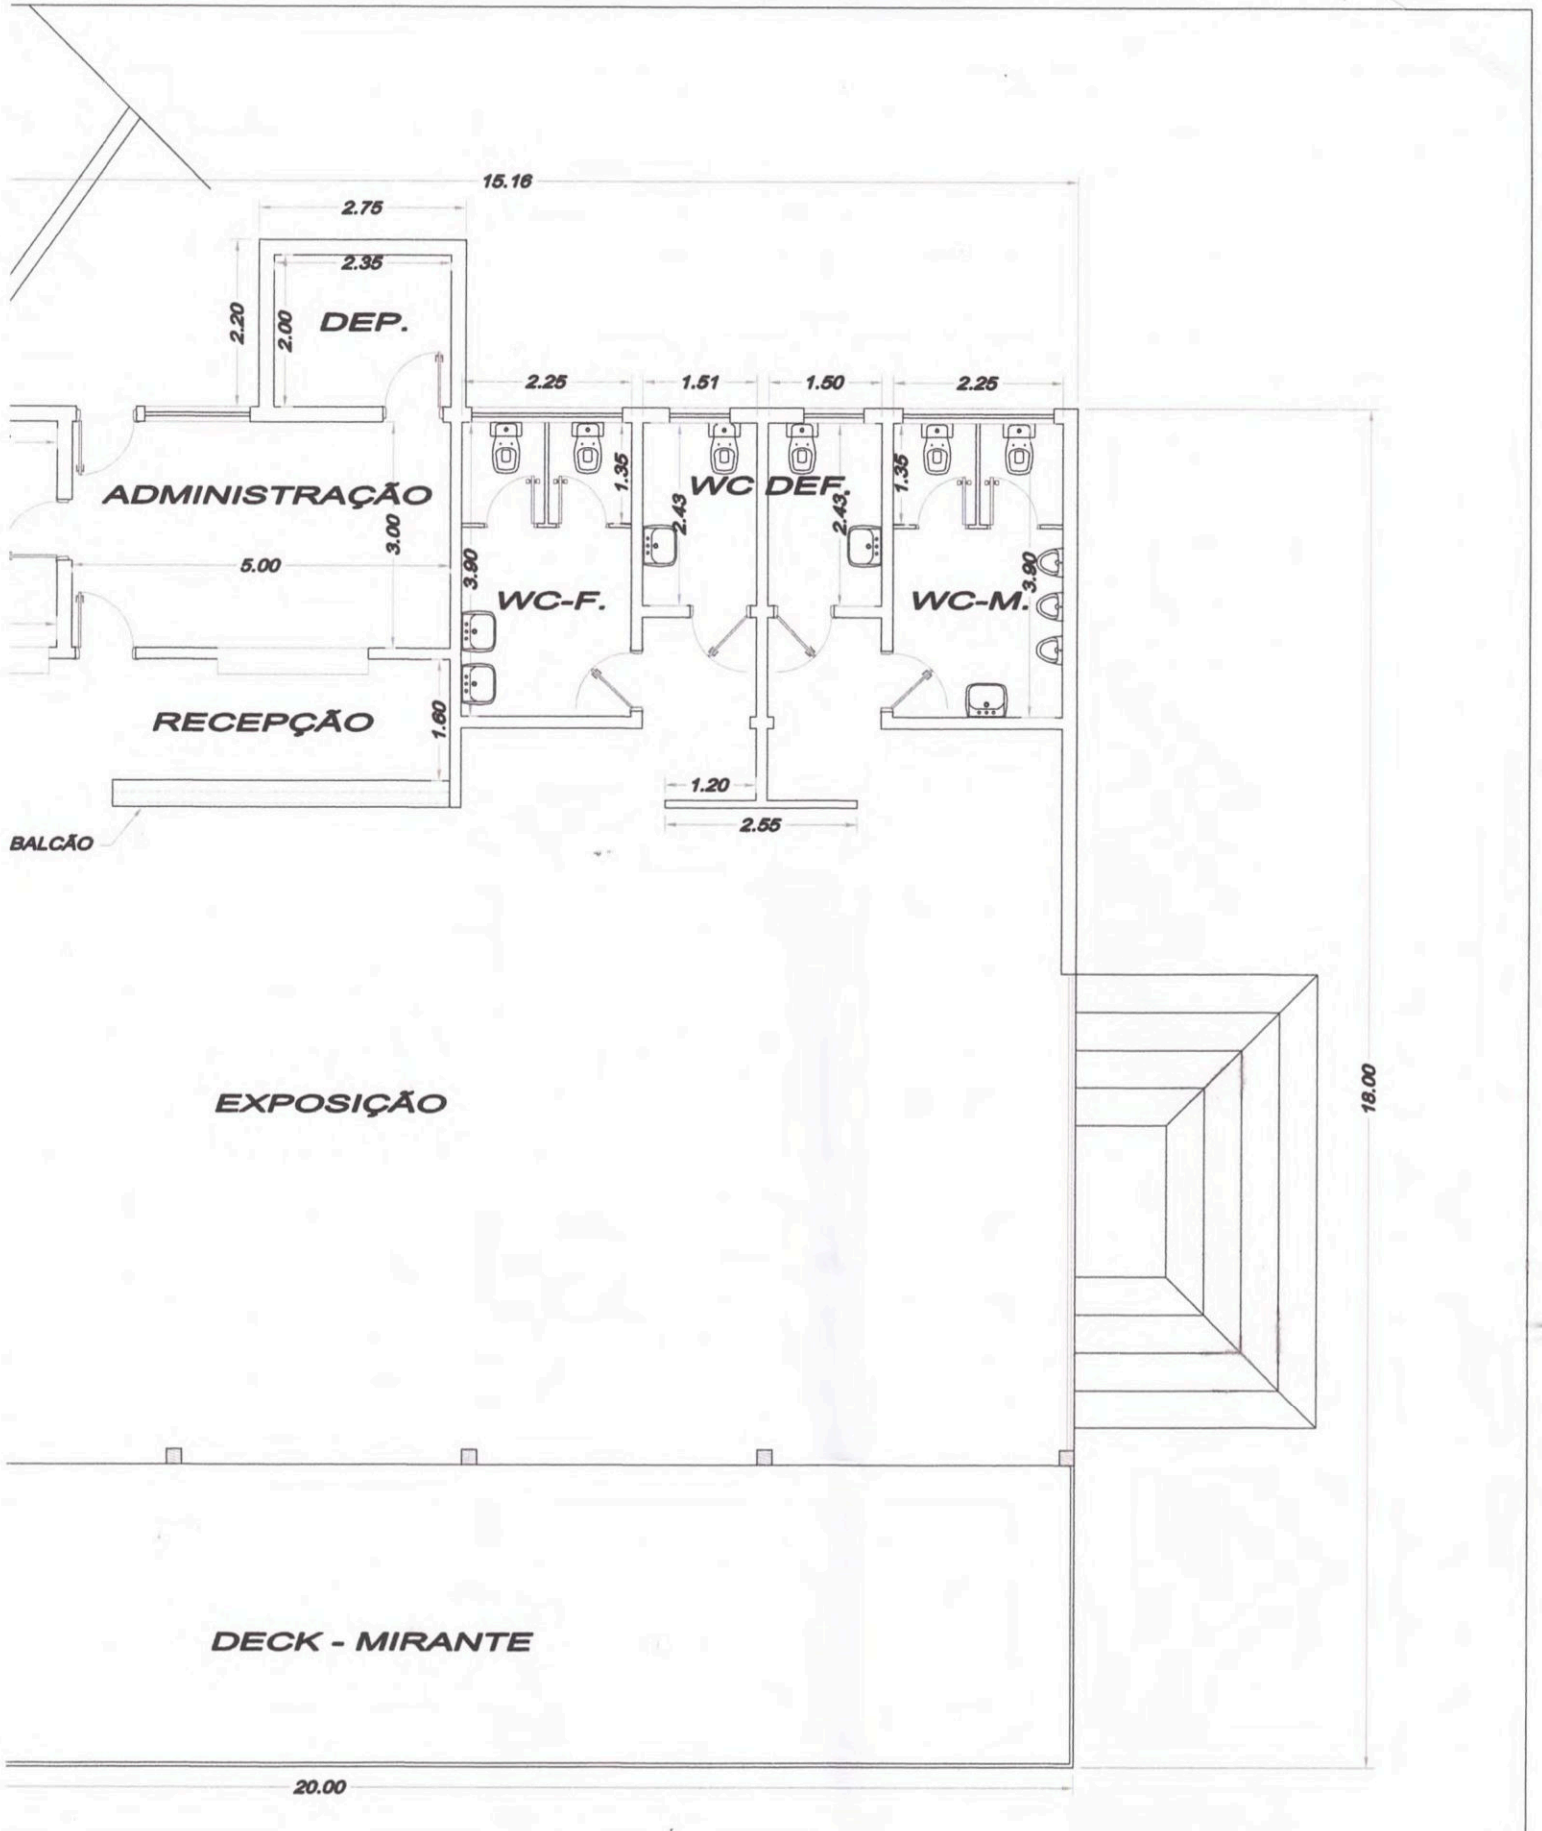 15.16
2.75
2.35
2.20
2.00
DEP.
2.25
1.51
1.50
2.25
1.35
1.35
ADMINISTRAÇÃO
WC DEF.
2.43
2.43
3.00
5.00
3.90
3.90
WC-F.
WC-M.
RECEPÇÃO
1.60
1.20
2.55
BALCÃO
EXPOSIÇÃO
18.00
DECK - MIRANTE
20.00